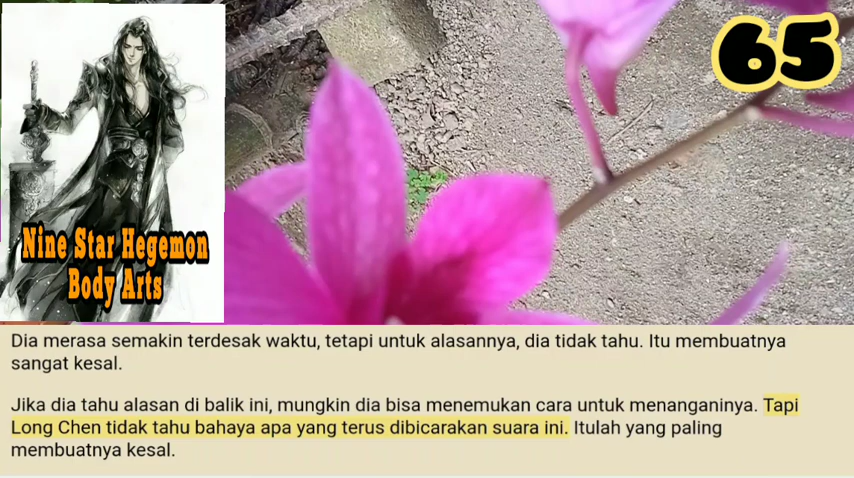 65
Nine Star Hegemon
Body Arts
Dia merasa semakin terdesak waktu, tetapi untuk alasannya, dia tidak tahu. Itu membuatnya
sangat kesal.
Jika dia tahu alasan di balik ini, mungkin dia bisa menemukan cara untuk menanganinya. Tapi
Long Chen tidak tahu bahaya apa yang terus dibicarakan suara ini. Itulah yang paling
membuatnya kesal.